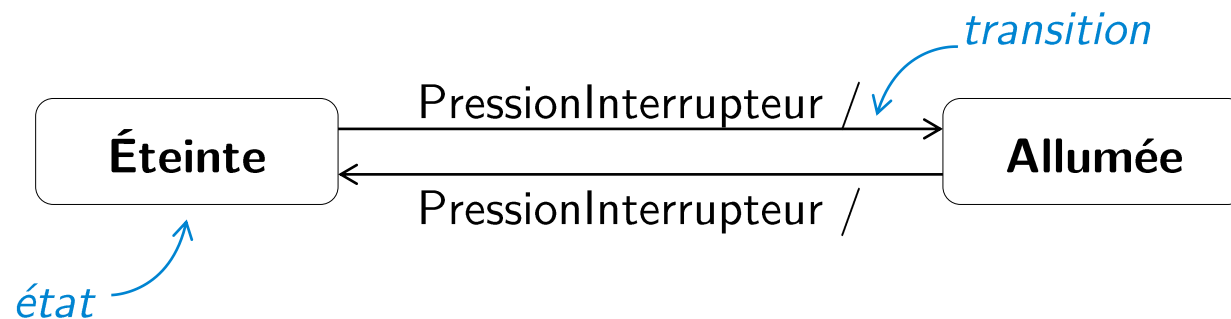 transition
PressionInterrupteur /
Éteinte
Allumée
PressionInterrupteur /
état